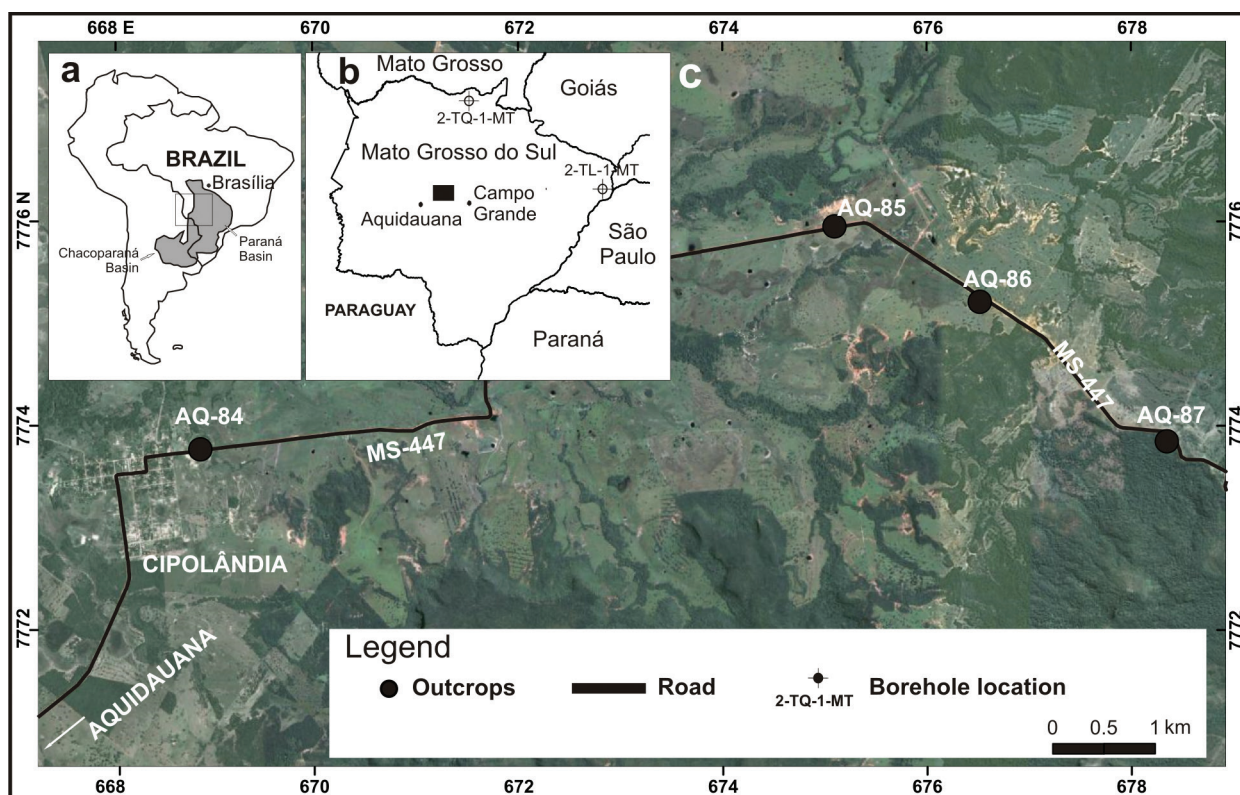 668 E
670
672
674
676
678
a
BRAZIL
Brasília
Chacoparaná
Basin
Paraná
Basin
b
Mato Grosso
Goiás
2-TQ-1-MT
Mato Grosso do Sul
2-TL-1-MT
Campo
Grande
Aquidauana
São
Paulo
PARAGUAY
Paraná
c
7776 N
7776
AQ-85
AQ-86
MS-447
AQ-87
7774
7774
AQ-84
MS-447
CIPOLÂNDIA
AQUIDAUANA
7772
7772
Legend
Outcrops
Road
2-TQ-1-MT
Borehole location
0 0.5 1 km
668
670
672
674
676
678